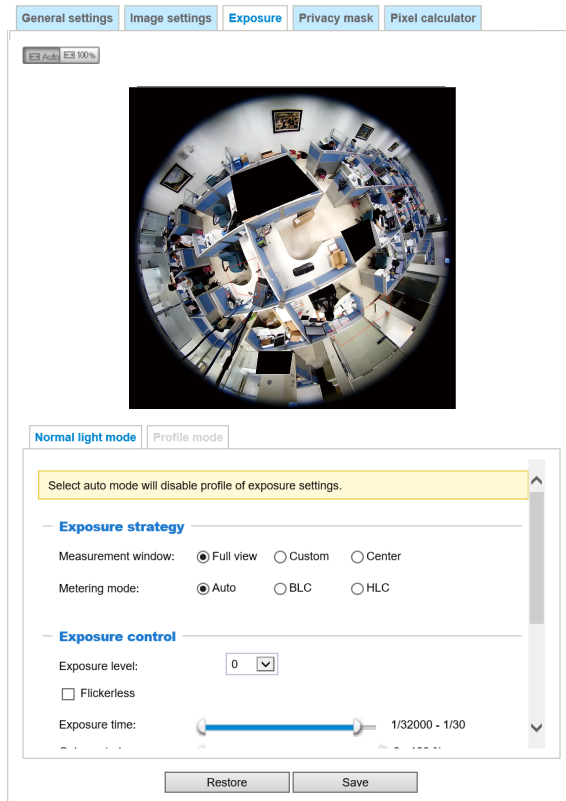 General settings Image settings Exposure Privacy mask Pixel calculator
Auto 100%
Normal light mode Profile mode
Select auto mode will disable profile of exposure settings.
Exposure strategy
Measurement window: Full view Custom Center
Metering mode: Auto BLC HLC
Exposure control
Exposure level: 0
Flickerless
Exposure time: 1/32000 - 1/30
Restore Save